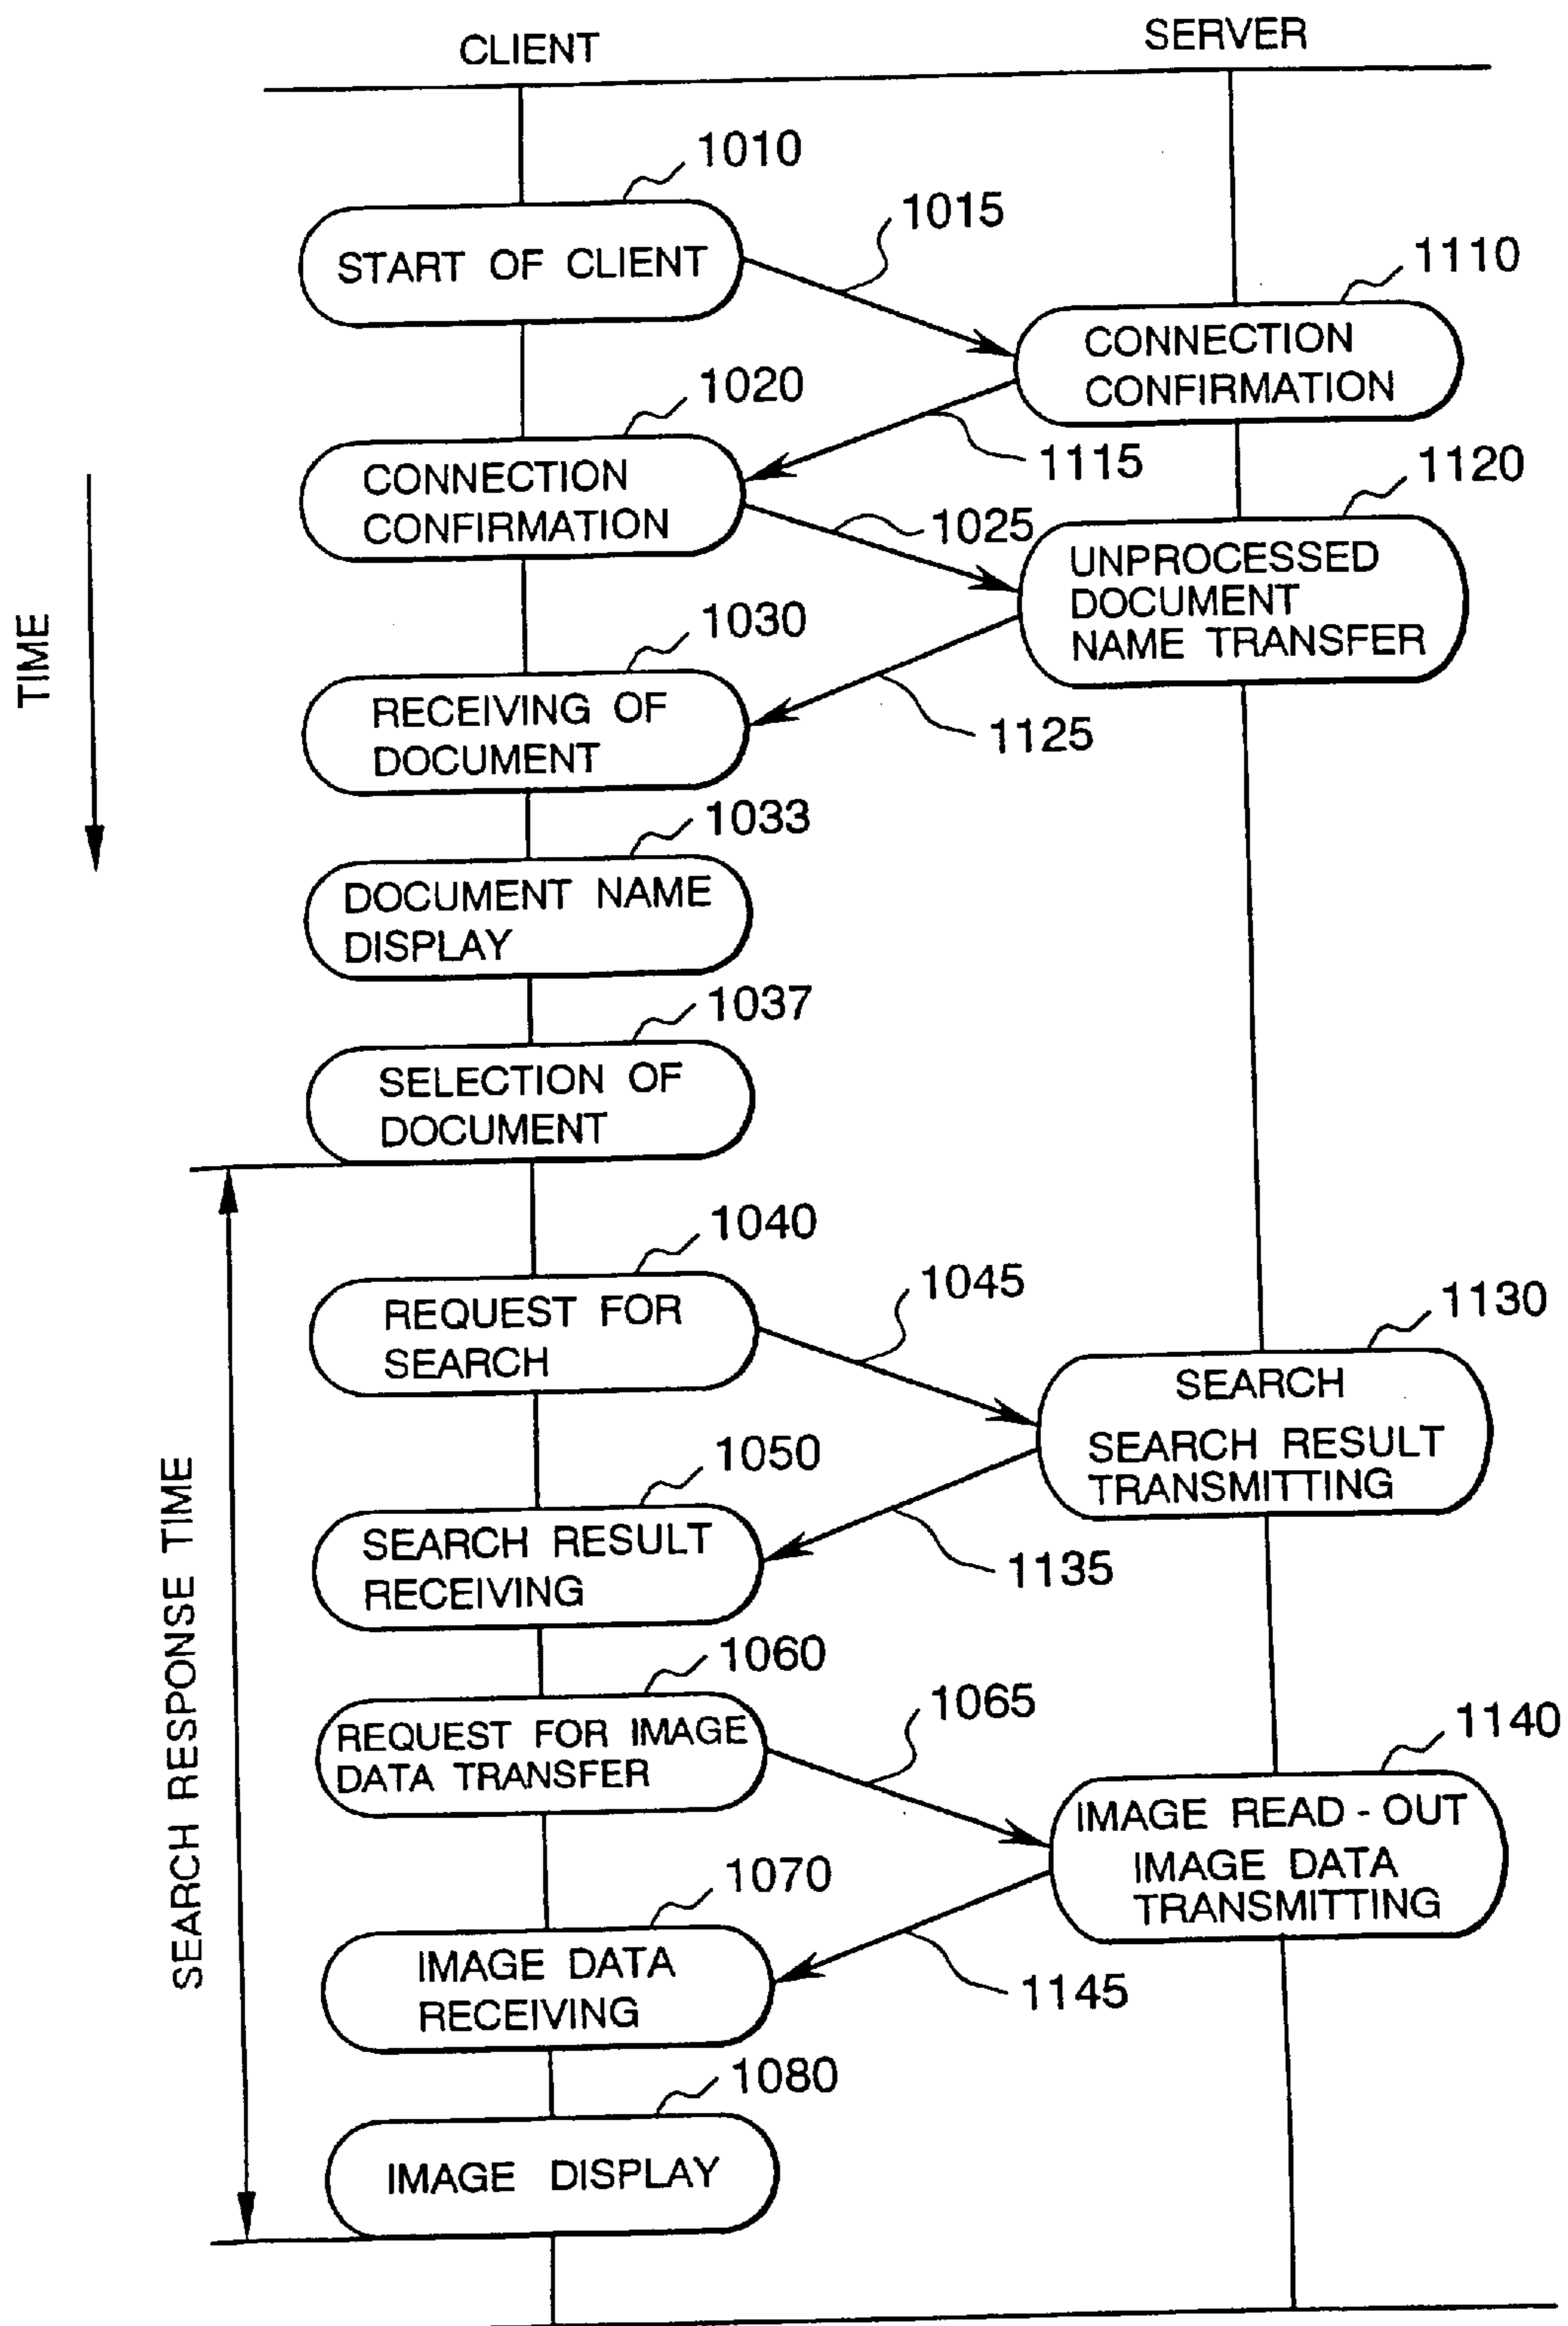 CLIENT
SERVER
1010
START OF CLIENT
1015
1110
CONNECTION
CONFIRMATION
1020
CONNECTION
CONFIRMATION
1115
1025
1120
UNPROCESSED
DOCUMENT
NAME TRANSFER
TIME
1030
RECEIVING OF
DOCUMENT
1125
1033
DOCUMENT NAME
DISPLAY
1037
SELECTION OF
DOCUMENT
SEARCH RESPONSE TIME
1040
REQUEST FOR
SEARCH
1045
1130
SEARCH
SEARCH RESULT
TRANSMITTING
1050
SEARCH RESULT
RECEIVING
1135
1060
REQUEST FOR IMAGE
DATA TRANSFER
1065
1140
IMAGE READ-OUT
IMAGE DATA
TRANSMITTING
1070
IMAGE DATA
RECEIVING
1145
1080
IMAGE DISPLAY